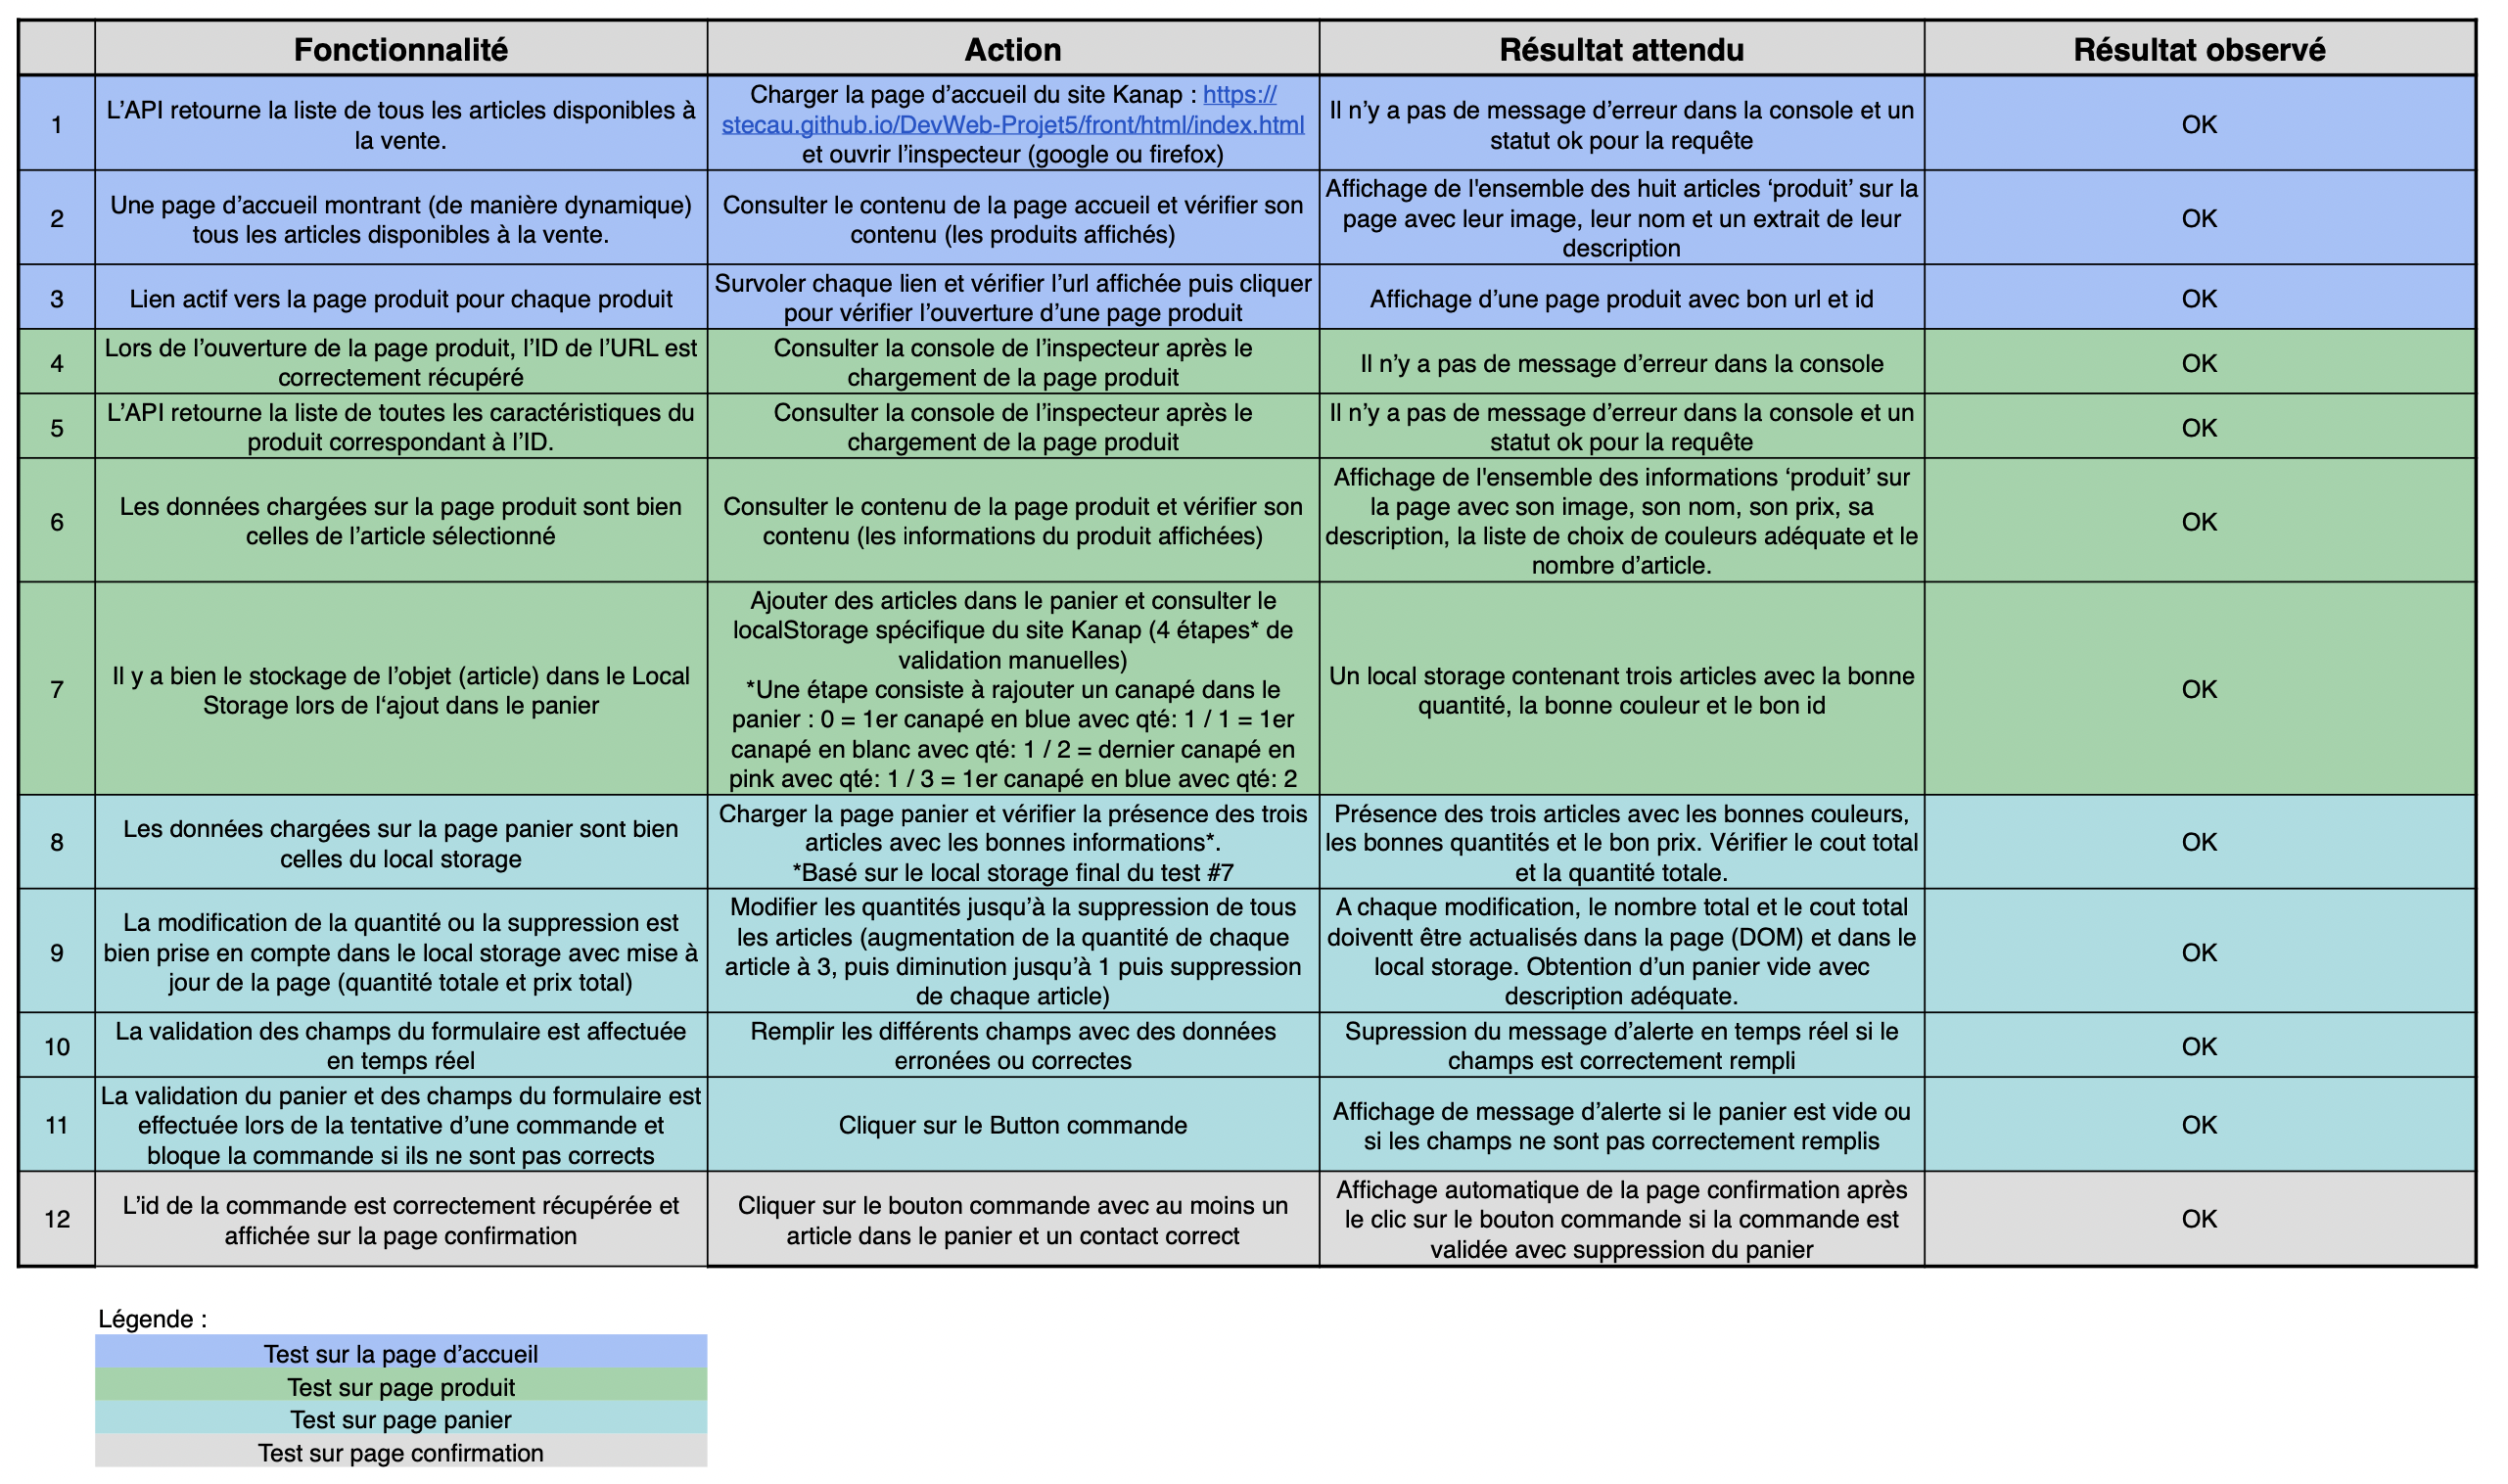 Fonctionnalité
Action
Résultat attendu
Résultat observé
1
L’API retourne la liste de tous les articles disponibles à
la vente.
Charger la page d’accueil du site Kanap : https://
stecau.github.io/DevWeb-Projet5/front/html/index.html
et ouvrir l’inspecteur (google ou firefox)
Il n’y a pas de message d’erreur dans la console et un
statut ok pour la requête
OK
2
Une page d’accueil montrant (de manière dynamique)
tous les articles disponibles à la vente.
Consulter le contenu de la page accueil et vérifier son
contenu (les produits affichés)
Affichage de l'ensemble des huit articles ‘produit’ sur la
page avec leur image, leur nom et un extrait de leur
description
OK
3
Lien actif vers la page produit pour chaque produit
Survoler chaque lien et vérifier l’url affichée puis cliquer
pour vérifier l’ouverture d’une page produit
Affichage d’une page produit avec bon url et id
OK
4
Lors de l’ouverture de la page produit, l’ID de l’URL est
correctement récupéré
Consulter la console de l’inspecteur après le
chargement de la page produit
Il n’y a pas de message d’erreur dans la console
OK
5
L’API retourne la liste de toutes les caractéristiques du
produit correspondant à l’ID.
Consulter la console de l’inspecteur après le
chargement de la page produit
Il n’y a pas de message d’erreur dans la console et un
statut ok pour la requête
OK
6
Les données chargées sur la page produit sont bien
celles de l’article sélectionné
Consulter le contenu de la page produit et vérifier son
contenu (les informations du produit affichées)
Affichage de l'ensemble des informations ‘produit’ sur
la page avec son image, son nom, son prix, sa
description, la liste de choix de couleurs adéquate et le
nombre d’article.
OK
7
Il y a bien le stockage de l’objet (article) dans le Local
Storage lors de l‘ajout dans le panier
Ajouter des articles dans le panier et consulter le
localStorage spécifique du site Kanap (4 étapes* de
validation manuelles)
*Une étape consiste à rajouter un canapé dans le
panier : 0 = 1er canapé en blue avec qté: 1 / 1 = 1er
canapé en blanc avec qté: 1 / 2 = dernier canapé en
pink avec qté: 1 / 3 = 1er canapé en blue avec qté: 2
Un local storage contenant trois articles avec la bonne
quantité, la bonne couleur et le bon id
OK
8
Les données chargées sur la page panier sont bien
celles du local storage
Charger la page panier et vérifier la présence des trois
articles avec les bonnes informations*.
*Basé sur le local storage final du test #7
Présence des trois articles avec les bonnes couleurs,
les bonnes quantités et le bon prix. Vérifier le cout total
et la quantité totale.
OK
9
La modification de la quantité ou la suppression est
bien prise en compte dans le local storage avec mise à
jour de la page (quantité totale et prix total)
Modifier les quantités jusqu’à la suppression de tous
les articles (augmentation de la quantité de chaque
article à 3, puis diminution jusqu’à 1 puis suppression
de chaque article)
A chaque modification, le nombre total et le cout total
doiventt être actualisés dans la page (DOM) et dans le
local storage. Obtention d’un panier vide avec
description adéquate.
OK
10
La validation des champs du formulaire est affectuée
en temps réel
Remplir les différents champs avec des données
erronées ou correctes
Supression du message d’alerte en temps réel si le
champs est correctement rempli
OK
11
La validation du panier et des champs du formulaire est
effectuée lors de la tentative d’une commande et
bloque la commande si ils ne sont pas corrects
Cliquer sur le Button commande
Affichage de message d’alerte si le panier est vide ou
si les champs ne sont pas correctement remplis
OK
12
L’id de la commande est correctement récupérée et
affichée sur la page confirmation
Cliquer sur le bouton commande avec au moins un
article dans le panier et un contact correct
Affichage automatique de la page confirmation après
le clic sur le bouton commande si la commande est
validée avec suppression du panier
OK
Légende :
Test sur la page d’accueil
Test sur page produit
Test sur page panier
Test sur page confirmation